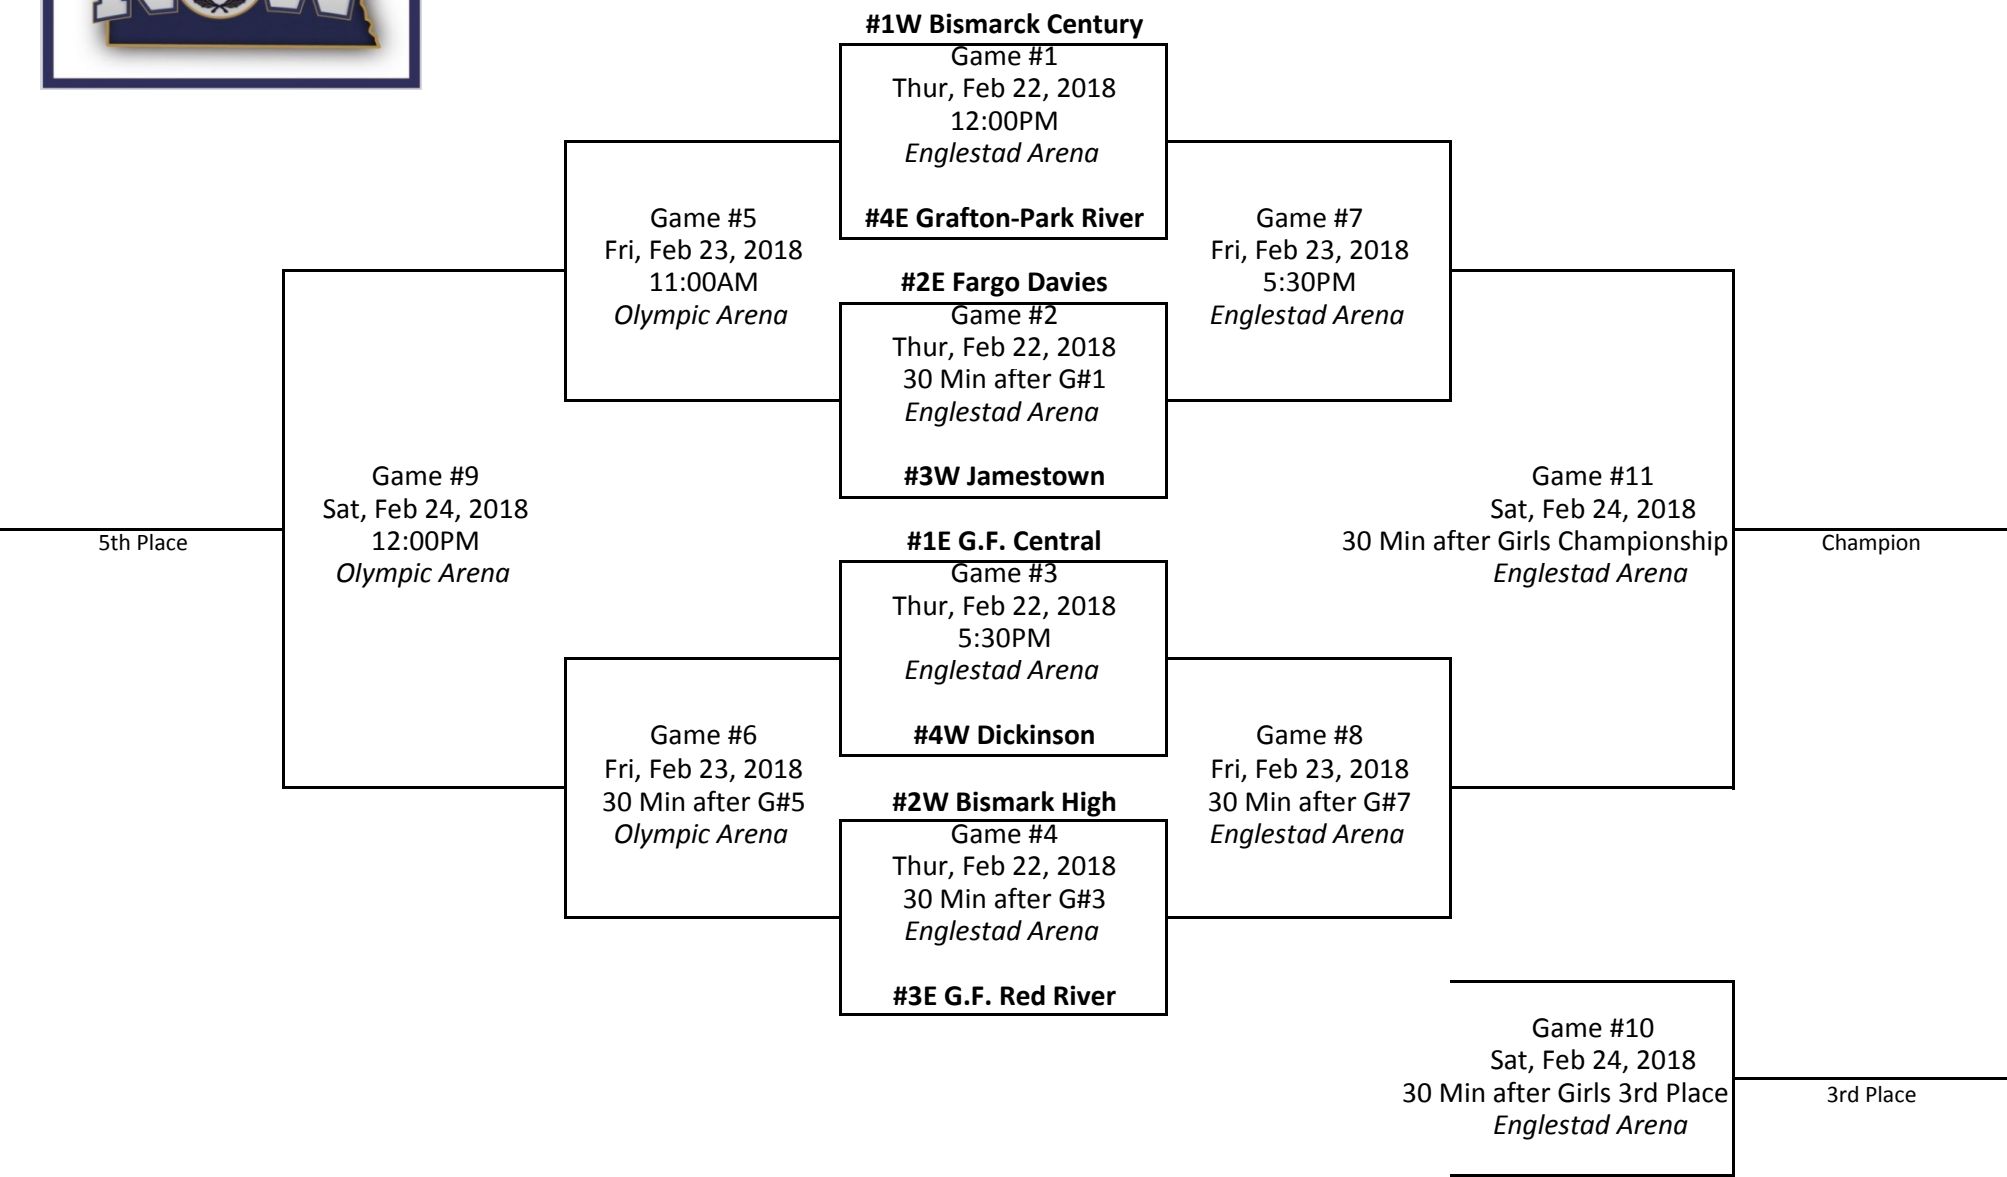 NOW
#1W Bismarck Century
Game #1
Thur, Feb 22, 2018
12:00PM
Englestad Arena
#4E Grafton-Park River
Game #5
Fri, Feb 23, 2018
11:00AM
Olympic Arena
Game #7
Fri, Feb 23, 2018
5:30PM
Englestad Arena
#2E Fargo Davies
Game #2
Thur, Feb 22, 2018
30 Min after G#1
Englestad Arena
#3W Jamestown
Game #9
Sat, Feb 24, 2018
12:00PM
Olympic Arena
5th Place
Game #11
Sat, Feb 24, 2018
30 Min after Girls Championship
Englestad Arena
Champion
#1E G.F. Central
Game #3
Thur, Feb 22, 2018
5:30PM
Englestad Arena
#4W Dickinson
Game #6
Fri, Feb 23, 2018
30 Min after G#5
Olympic Arena
Game #8
Fri, Feb 23, 2018
30 Min after G#7
Englestad Arena
#2W Bismark High
Game #4
Thur, Feb 22, 2018
30 Min after G#3
Englestad Arena
#3E G.F. Red River
Game #10
Sat, Feb 24, 2018
30 Min after Girls 3rd Place
Englestad Arena
3rd Place